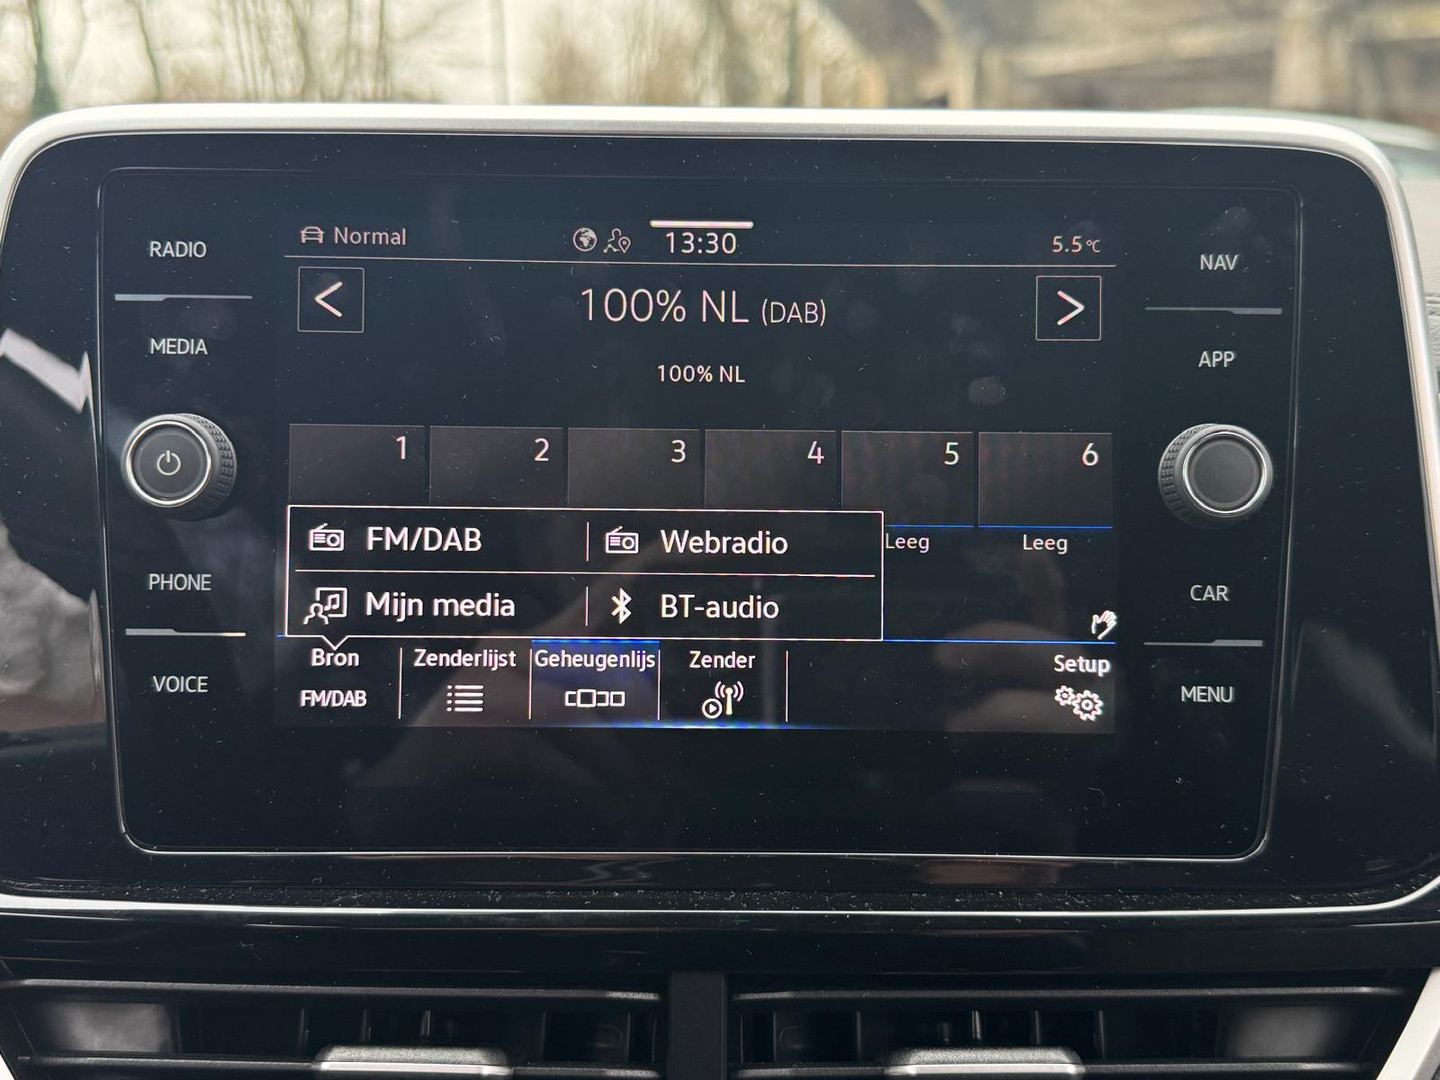 RADIO
MEDIA
PHONE
VOICE
Normal
13:30
5.5°C
<
100% NL (DAB)
>
100% NL
1 2 3 4 5 6
Leeg Leeg
FM/DAB Webradio
Mijn media BT-audio
Bron Zenderlijst Geheugenlijs Zender Setup
FM/DAB
NAV
APP
CAR
MENU